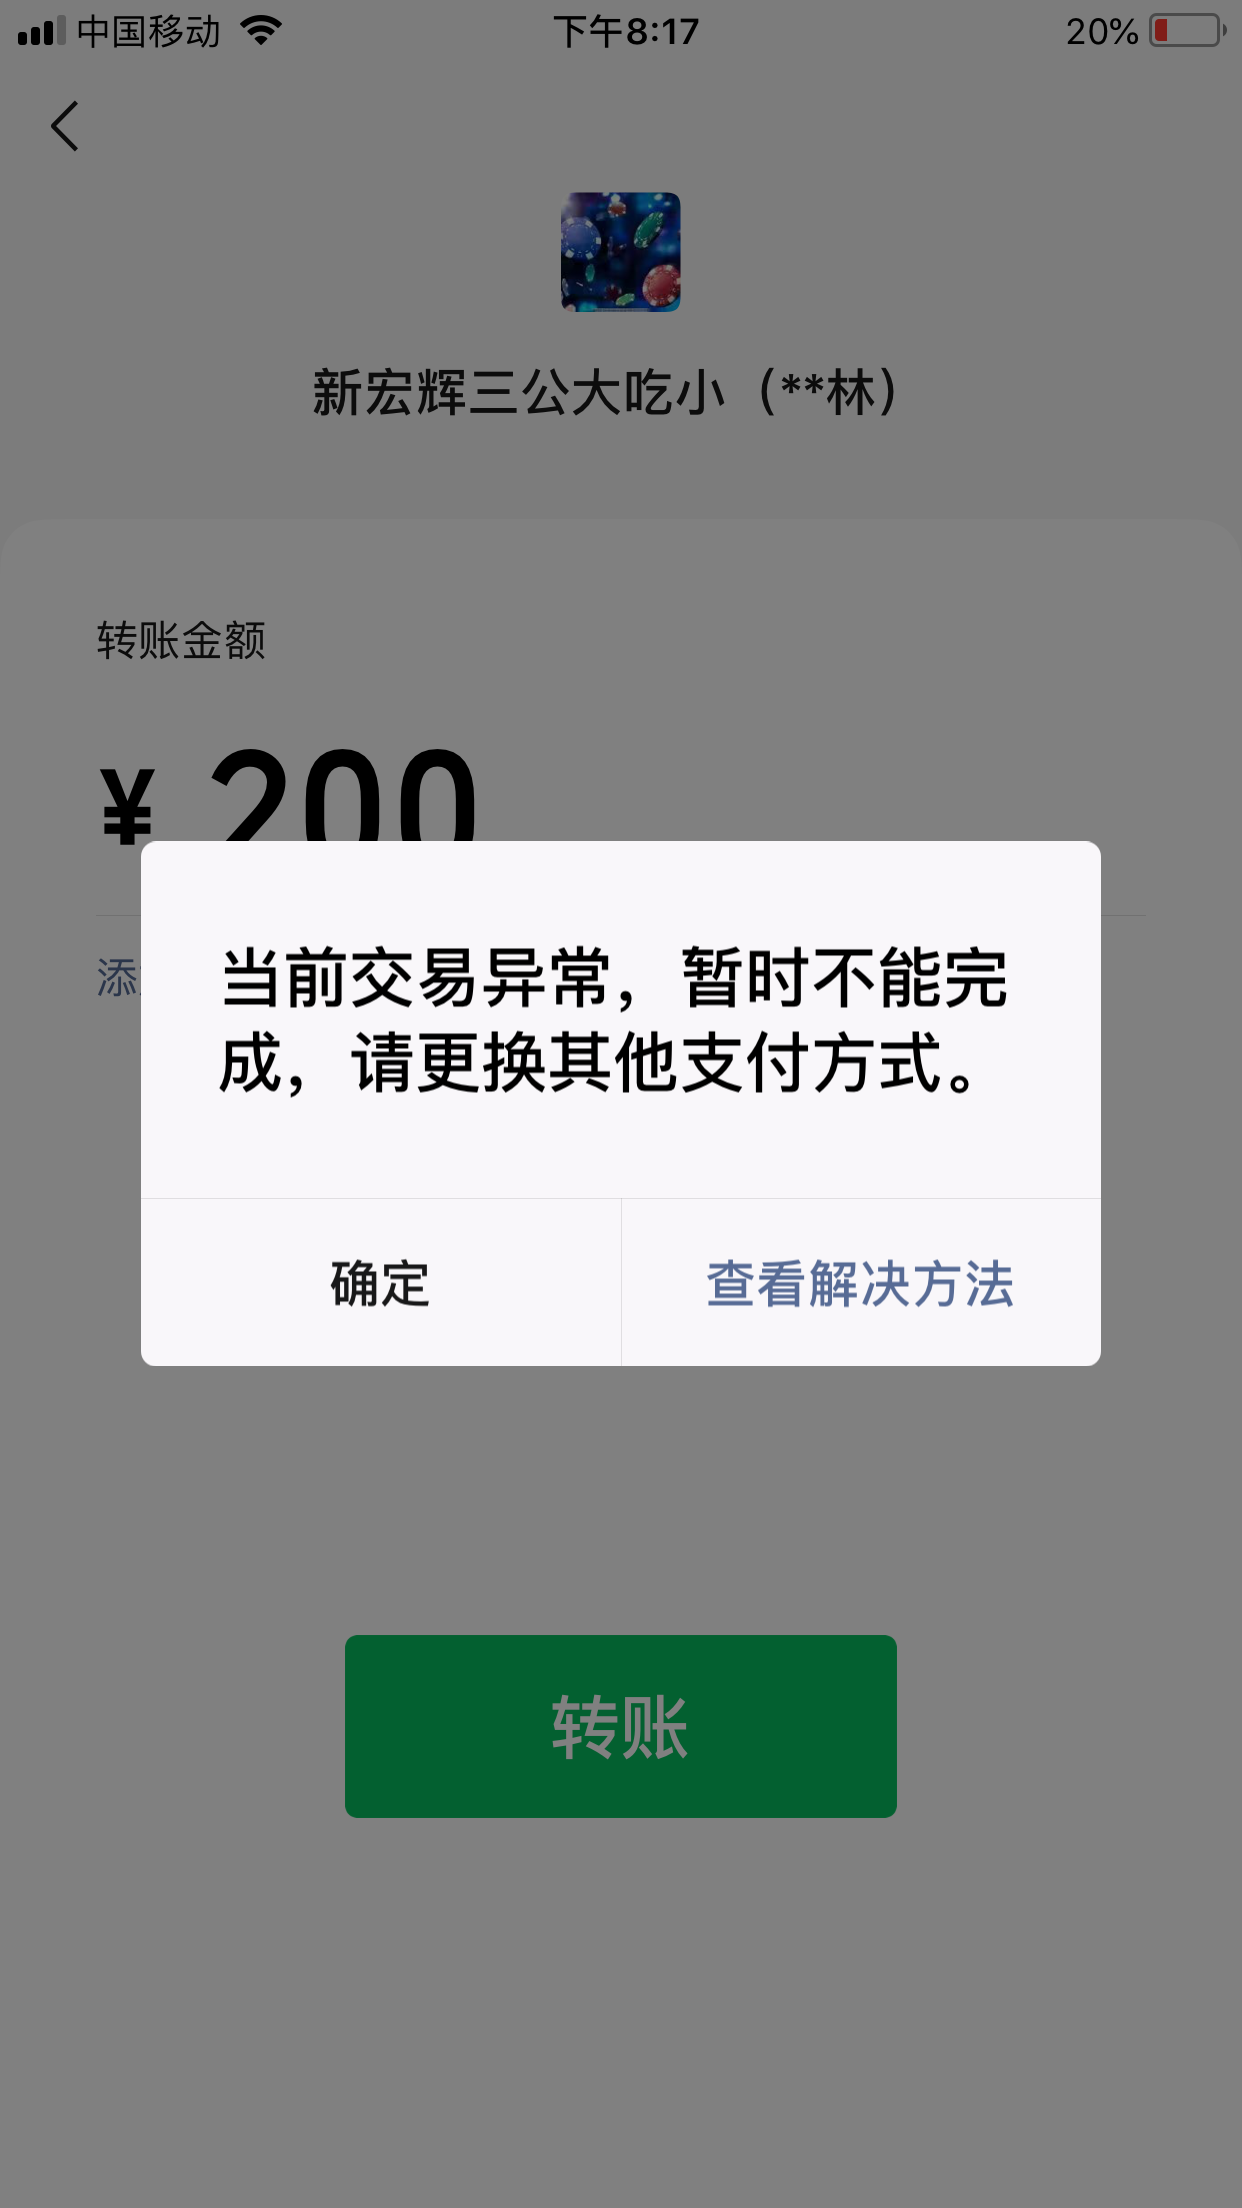 中国移动 下午8:17 20%
新宏辉三公大吃小（**林）
转账金额
¥ 200
添
当前交易异常，暂时不能完
成，请更换其他支付方式。
确定 查看解决方法
转账